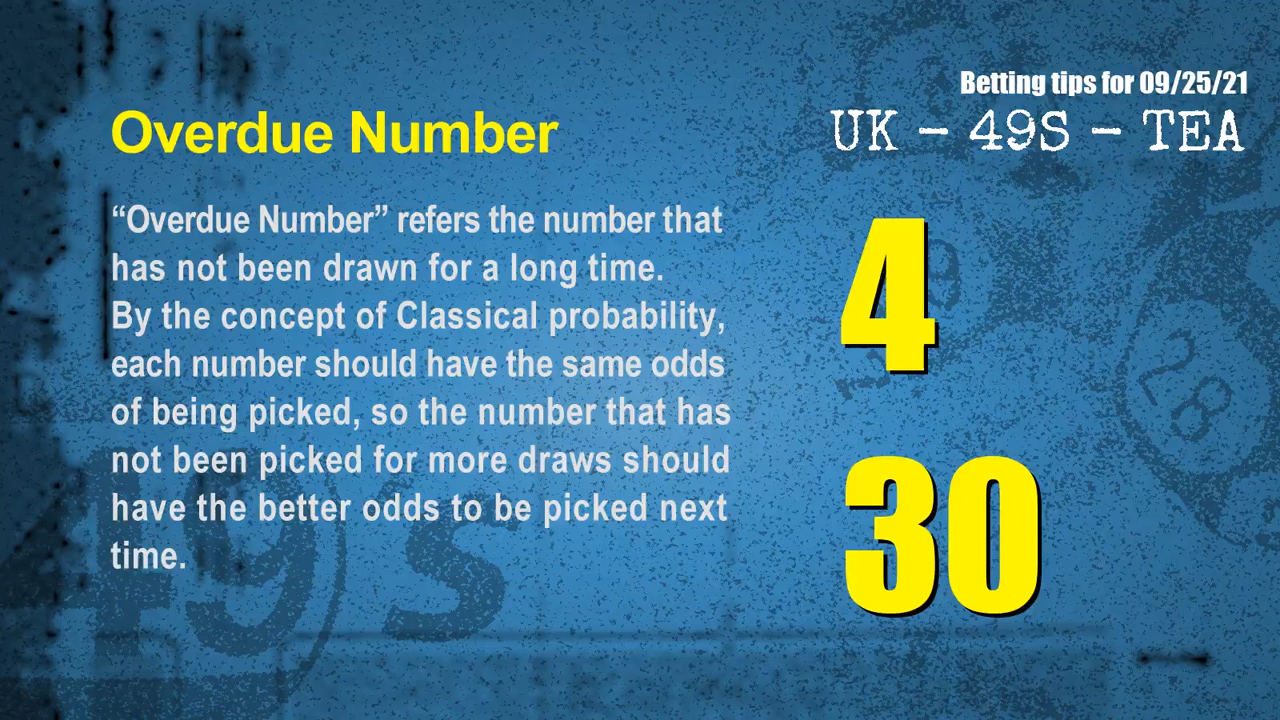 Betting tips for 09/25/21
UK - 49S - TEA
Overdue Number
“Overdue Number” refers the number that
has not been drawn for a long time.
By the concept of Classical probability,
each number should have the same odds
of being picked, so the number that has
not been picked for more draws should
have the better odds to be picked next
time.
4
30
28
49
s